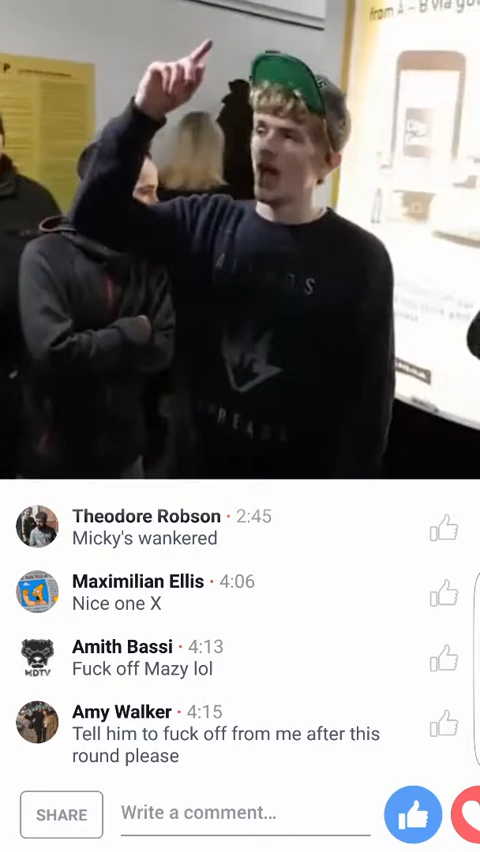 from A – B via
Theodore Robson · 2:45
Micky's wankered
Maximilian Ellis · 4:06
Nice one X
Amith Bassi · 4:13
Fuck off Mazy lol
MDTV
Amy Walker · 4:15
Tell him to fuck off from me after this
round please
SHARE
Write a comment...